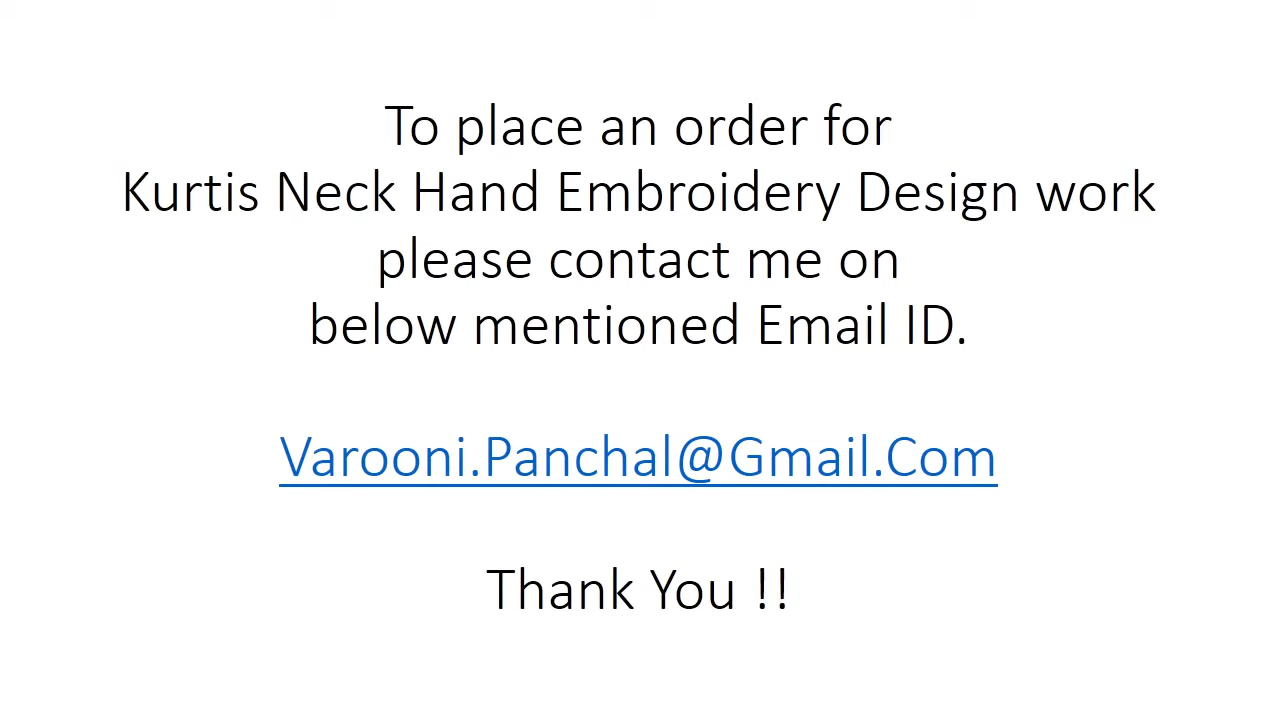 To place an order for
Kurtis Neck Hand Embroidery Design work
please contact me on
below mentioned Email ID.
Varooni.Panchal@Gmail.Com
Thank You !!